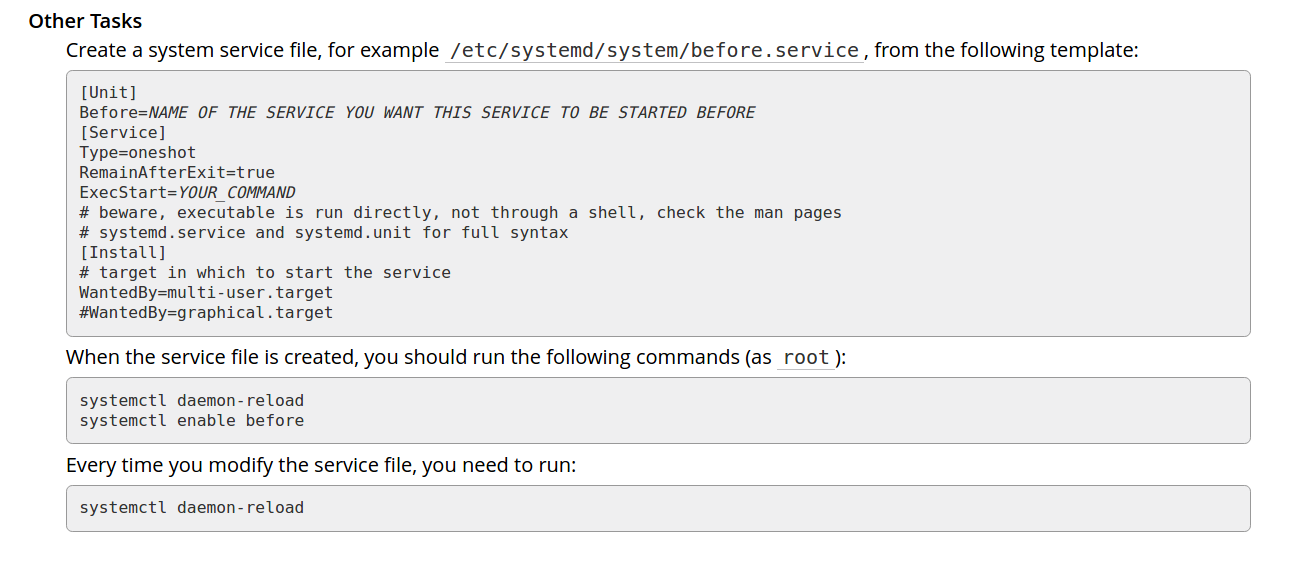 Other Tasks
Create a system service file, for example /etc/systemd/system/before.service, from the following template:
[Unit]
Before=NAME OF THE SERVICE YOU WANT THIS SERVICE TO BE STARTED BEFORE
[Service]
Type=oneshot
RemainAfterExit=true
ExecStart=YOUR_COMMAND
# beware, executable is run directly, not through a shell, check the man pages
# systemd.service and systemd.unit for full syntax
[Install]
# target in which to start the service
WantedBy=multi-user.target
#WantedBy=graphical.target
When the service file is created, you should run the following commands (as root):
systemctl daemon-reload
systemctl enable before
Every time you modify the service file, you need to run:
systemctl daemon-reload